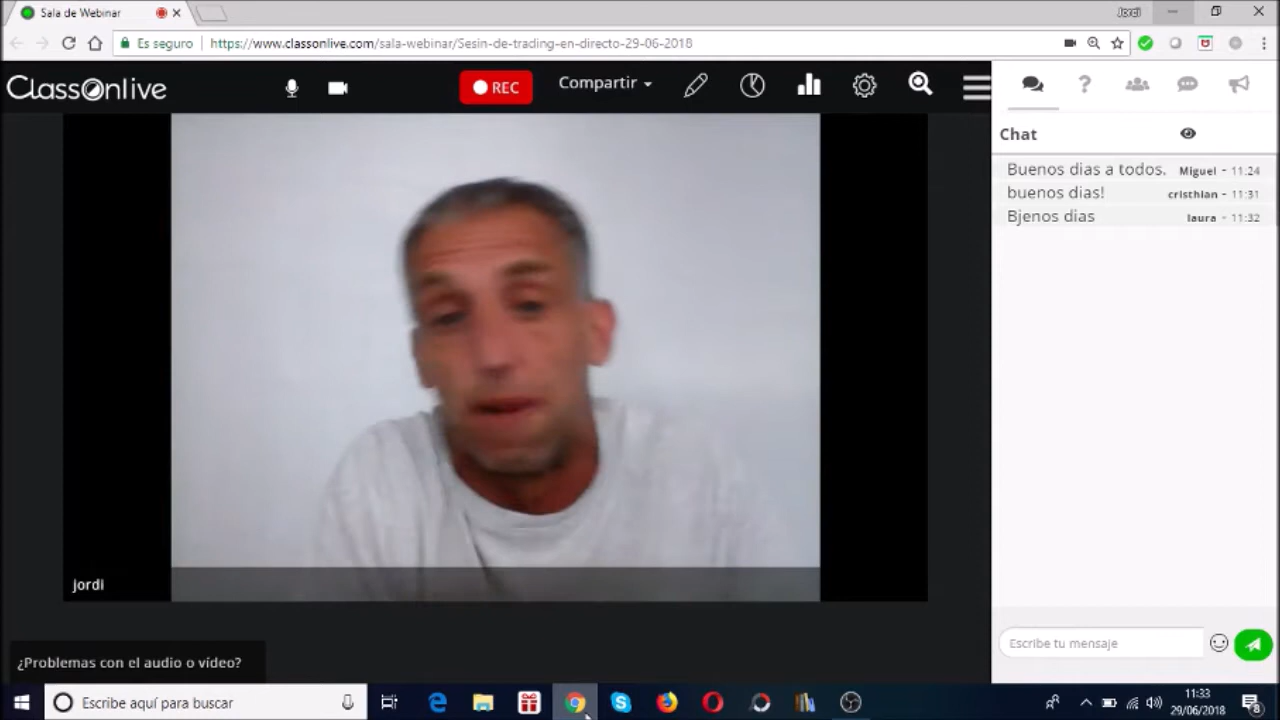 Sala de Webinar
Jordi
Es seguro
https://www.classonlive.com/sala-webinar/Sesin-de-trading-en-directo-29-06-2018
ClassOnlive
REC
Compartir
Chat
Buenos dias a todos. Miguel - 11:24
buenos dias! cristhian - 11:31
Bjenos dias laura - 11:32
jordi
¿Problemas con el audio o vídeo?
Escribe tu mensaje
Escribe aquí para buscar
11:33
29/06/2018
8